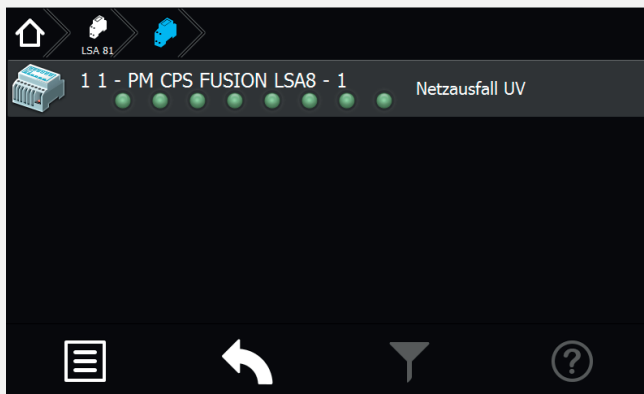 LSA 81
1 1 - PM CPS FUSION LSA8 - 1
Netzausfall UV
?